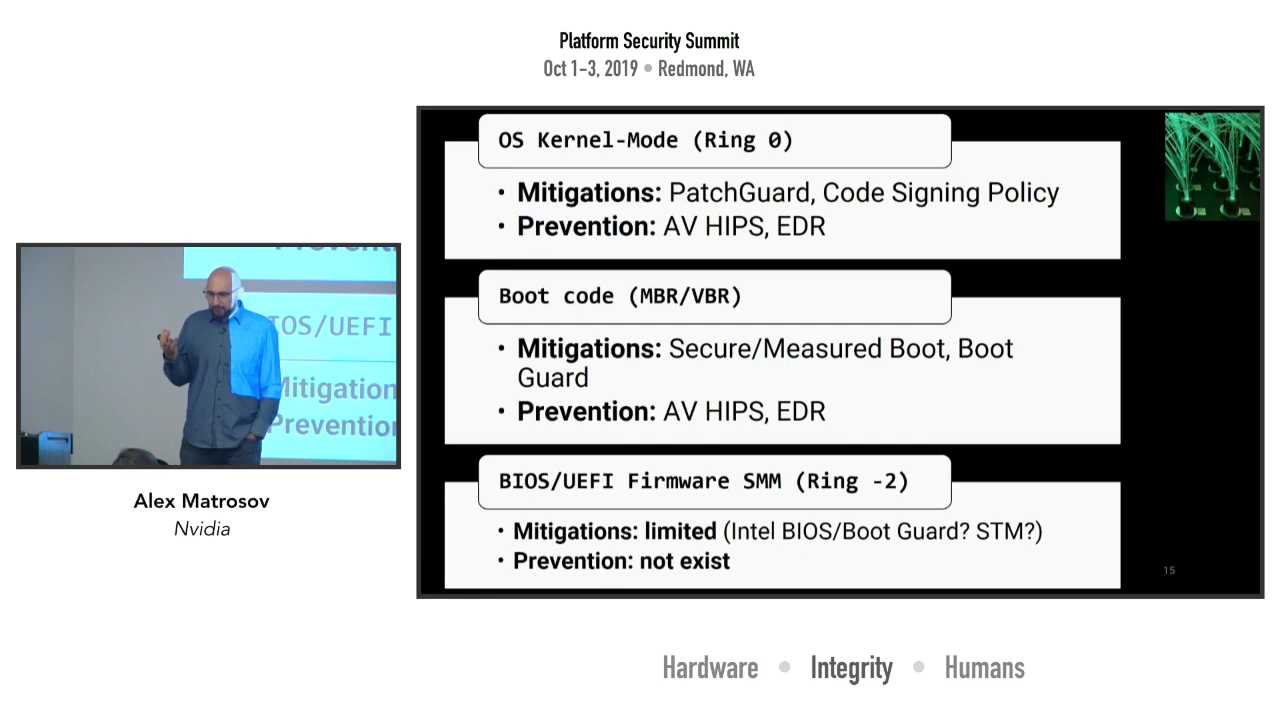 Platform Security Summit
Oct 1-3, 2019 • Redmond, WA
OS Kernel-Mode (Ring 0)
• Mitigations: PatchGuard, Code Signing Policy
• Prevention: AV HIPS, EDR
Boot code (MBR/VBR)
• Mitigations: Secure/Measured Boot, Boot
Guard
• Prevention: AV HIPS, EDR
BIOS/UEFI Firmware SMM (Ring -2)
• Mitigations: limited (Intel BIOS/Boot Guard? STM?)
• Prevention: not exist
15
IOS/UEFI
Mitigation
Prevention
Alex Matrosov
Nvidia
Hardware • Integrity • Humans